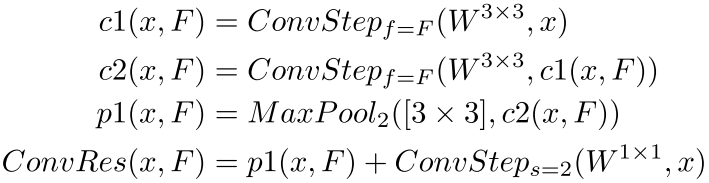 c1(x, F) = ConvStep_{f=F}(W^{3×3}, x)
c2(x, F) = ConvStep_{f=F}(W^{3×3}, c1(x, F))
p1(x, F) = MaxPool_2([3 × 3], c2(x, F))
ConvRes(x, F) = p1(x, F) + ConvStep_{s=2}(W^{1×1}, x)